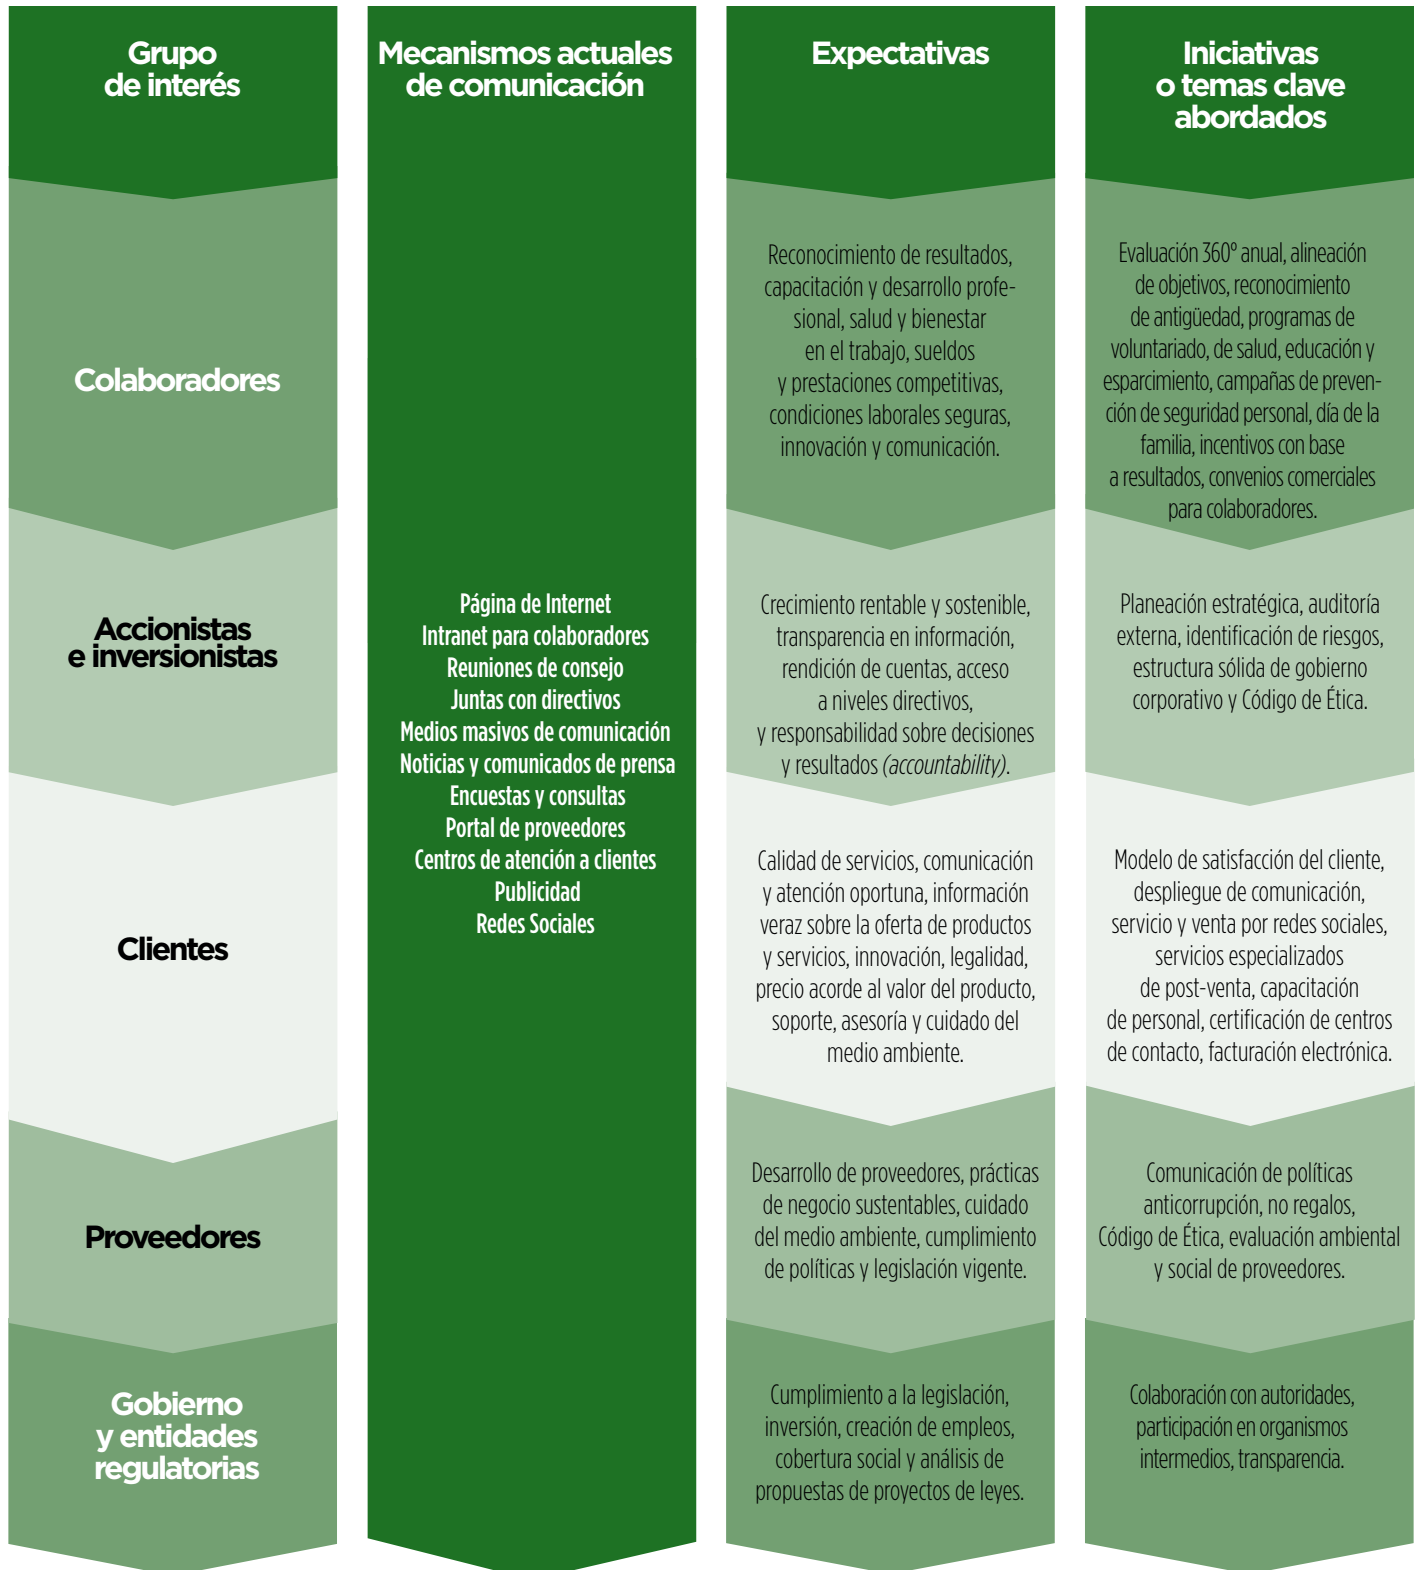 Grupo
de interés
Mecanismos actuales
de comunicación
Expectativas
Iniciativas
o temas clave
abordados
Colaboradores
Reconocimiento de resultados,
capacitación y desarrollo profe-
sional, salud y bienestar
en el trabajo, sueldos
y prestaciones competitivas,
condiciones laborales seguras,
innovación y comunicación.
Evaluación 360º anual, alineación
de objetivos, reconocimiento
de antigüedad, programas de
voluntariado, de salud, educación y
esparcimiento, campañas de preven-
ción de seguridad personal, día de la
familia, incentivos con base
a resultados, convenios comerciales
para colaboradores.
Página de Internet
Intranet para colaboradores
Reuniones de consejo
Juntas con directivos
Medios masivos de comunicación
Noticias y comunicados de prensa
Encuestas y consultas
Portal de proveedores
Centros de atención a clientes
Publicidad
Redes Sociales
Accionistas
e inversionistas
Crecimiento rentable y sostenible,
transparencia en información,
rendición de cuentas, acceso
a niveles directivos,
y responsabilidad sobre decisiones
y resultados (accountability).
Planeación estratégica, auditoría
externa, identificación de riesgos,
estructura sólida de gobierno
corporativo y Código de Ética.
Clientes
Calidad de servicios, comunicación
y atención oportuna, información
veraz sobre la oferta de productos
y servicios, innovación, legalidad,
precio acorde al valor del producto,
soporte, asesoría y cuidado del
medio ambiente.
Modelo de satisfacción del cliente,
despliegue de comunicación,
servicio y venta por redes sociales,
servicios especializados
de post-venta, capacitación
de personal, certificación de centros
de contacto, facturación electrónica.
Proveedores
Desarrollo de proveedores, prácticas
de negocio sustentables, cuidado
del medio ambiente, cumplimiento
de políticas y legislación vigente.
Comunicación de políticas
anticorrupción, no regalos,
Código de Ética, evaluación ambiental
y social de proveedores.
Gobierno
y entidades
regulatorias
Cumplimiento a la legislación,
inversión, creación de empleos,
cobertura social y análisis de
propuestas de proyectos de leyes.
Colaboración con autoridades,
participación en organismos
intermedios, transparencia.